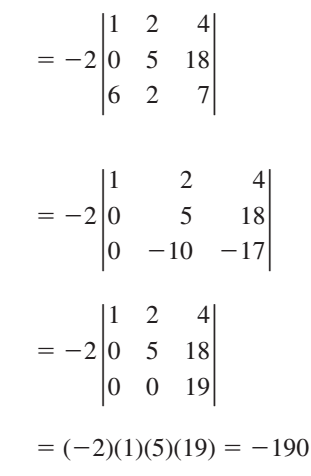 |1 2 4|
= −2|0 5 18|
|6 2 7|
|1 2 4|
= −2|0 5 18|
|0 −10 −17|
|1 2 4|
= −2|0 5 18|
|0 0 19|
= (−2)(1)(5)(19) = −190